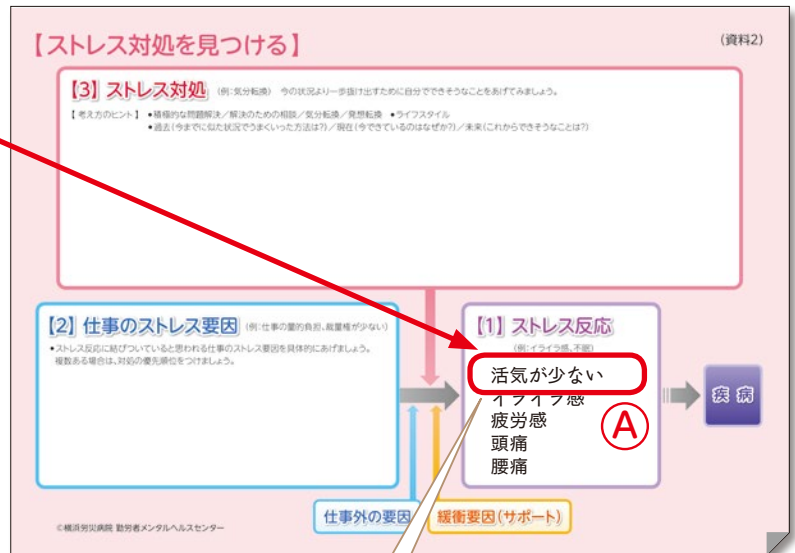 【ストレス対処を見つける】
(資料2)
【3】ストレス対処 (例:気分転換) 今の状況より一歩抜け出すために自分でできそうなことをあげてみましょう。
【考え方のヒント】 •積極的な問題解決/解決のための相談/気分転換/発想転換 •ライフスタイル
•過去(今までに似た状況でうまくいった方法は?)/現在(今できているのはなぜか?)/未来(これからできそうなことは?)
【2】仕事のストレス要因 (例:仕事の量的負担、裁量権が少ない)
•ストレス反応に結びついていると思われる仕事のストレス要因を具体的にあげましょう。
複数ある場合は、対処の優先順位をつけましょう。
【1】ストレス反応
(例:イライラ感、不眠)
活気が少ない
イライラ感
疲労感
頭痛
腰痛
A
疾病
仕事外の要因
緩衝要因(サポート)
©横浜労災病院 勤労者メンタルヘルスセンター